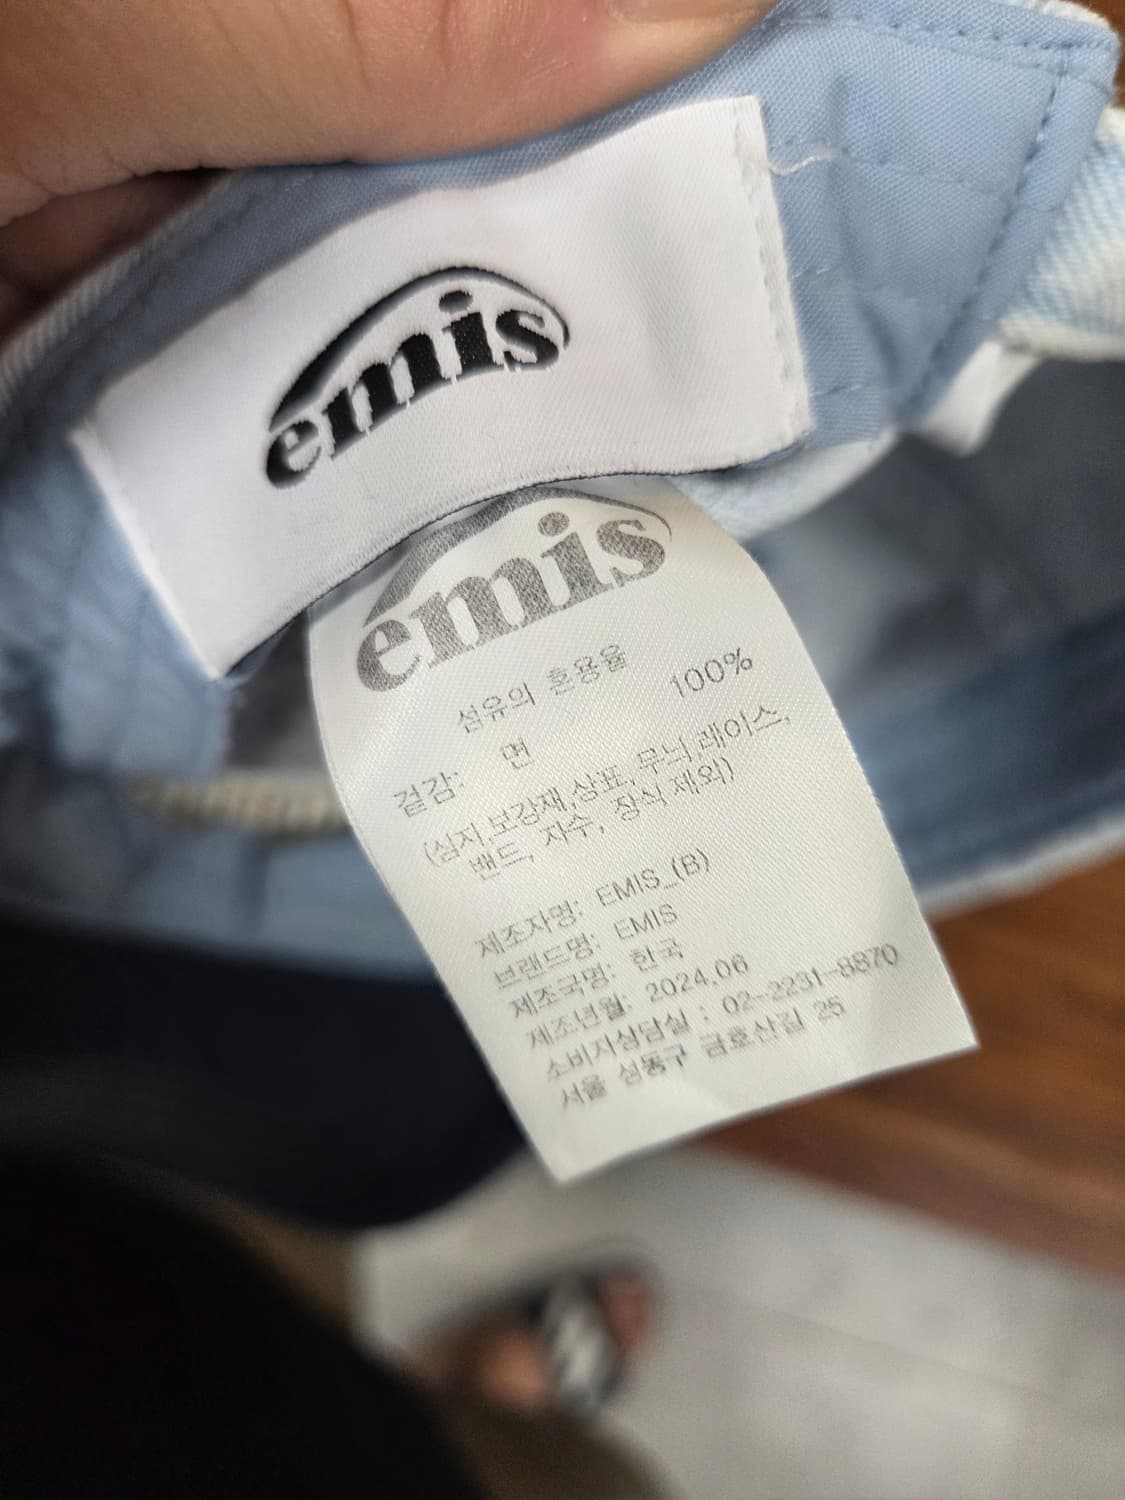 emis
emis
섬유의 혼용율
겉감: 면 100%
(심지,보강재,상표,무늬,레이스,
밴드, 자수, 장식 제외)
제조자명: EMIS_(B)
브랜드명: EMIS
제조국명: 한국
제조년월: 2024.06
소비자상담실 : 02-2231-8870
서울 성동구 금호산길 25